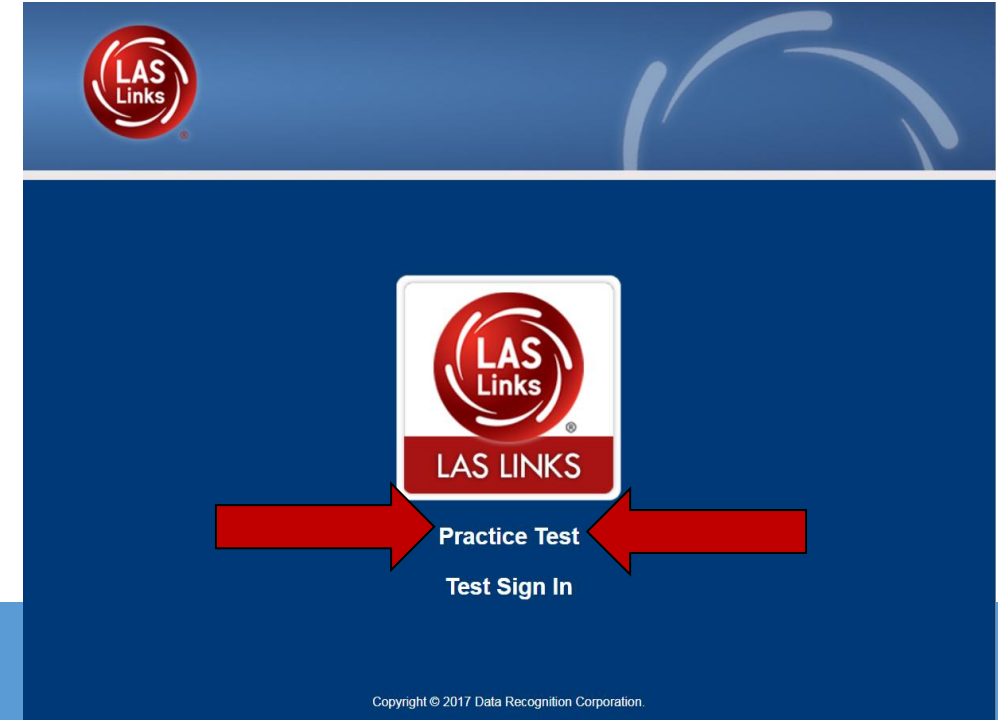 LAS
Links
®
LAS
Links
®
LAS LINKS
Practice Test
Test Sign In
Copyright © 2017 Data Recognition Corporation.